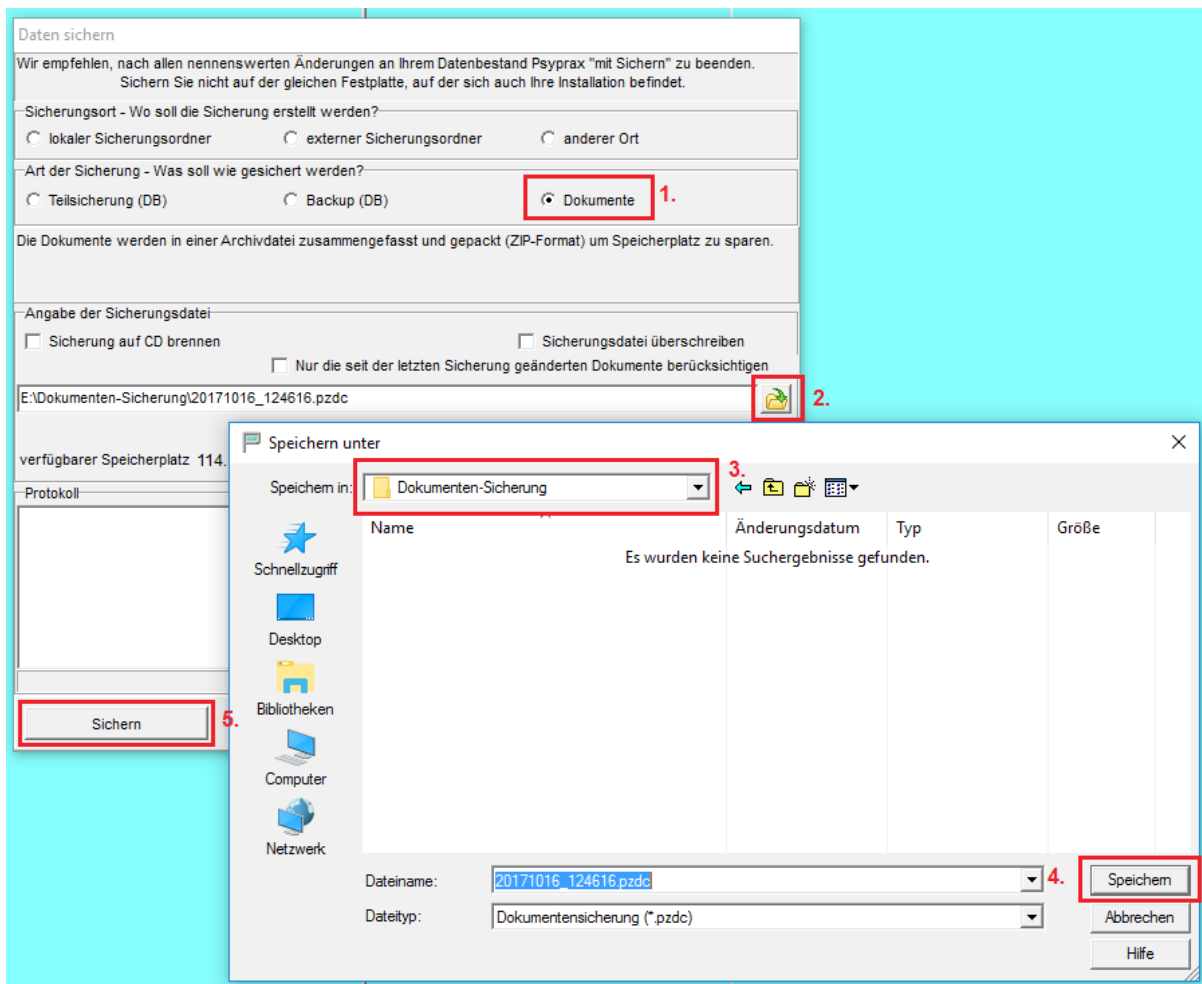 Daten sichern
Wir empfehlen, nach allen nennenswerten Änderungen an Ihrem Datenbestand Psyprax "mit Sichern" zu beenden.
Sichern Sie nicht auf der gleichen Festplatte, auf der sich auch Ihre Installation befindet.
Sicherungsort - Wo soll die Sicherung erstellt werden?
lokaler Sicherungsordner externer Sicherungsordner anderer Ort
Art der Sicherung - Was soll wie gesichert werden?
Teilsicherung (DB) Backup (DB) Dokumente 1.
Die Dokumente werden in einer Archivdatei zusammengefasst und gepackt (ZIP-Format) um Speicherplatz zu sparen.
Angabe der Sicherungsdatei
Sicherung auf CD brennen Sicherungsdatei überschreiben
Nur die seit der letzten Sicherung geänderten Dokumente berücksichtigen
E:\Dokumenten-Sicherung\20171016_124616.pzdc 2.
verfügbarer Speicherplatz 114.
Protokoll
Sichern 5.
Speichern unter
Speichern in: Dokumenten-Sicherung 3.
Name Änderungsdatum Typ Größe
Es wurden keine Suchergebnisse gefunden.
Schnellzugriff
Desktop
Bibliotheken
Computer
Netzwerk
Dateiname: 20171016_124616.pzdc 4. Speichern
Dateityp: Dokumentensicherung (*.pzdc) Abbrechen
Hilfe